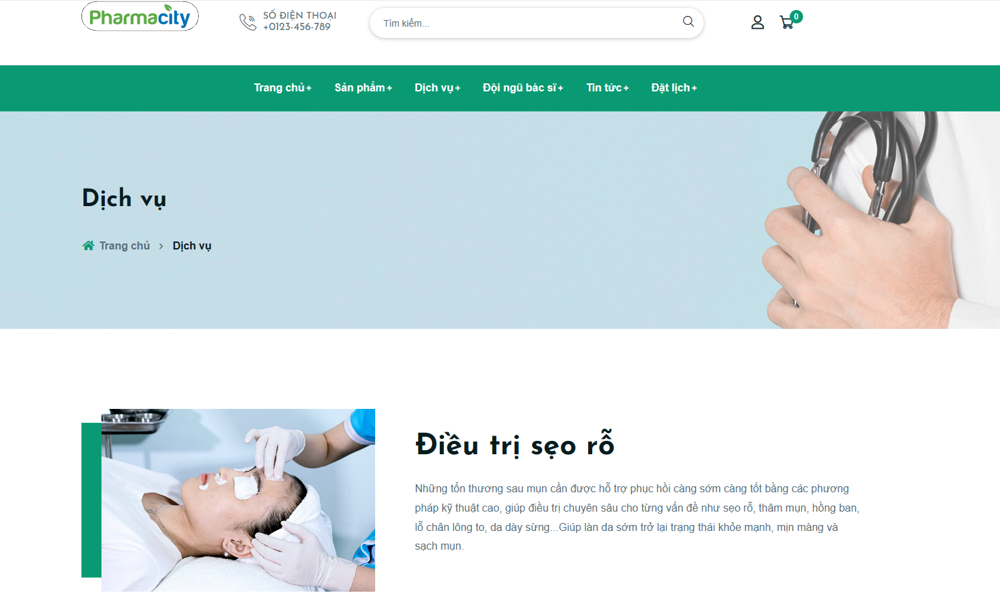 Pharmacity
SỐ ĐIỆN THOẠI
+0123-456-789
Tìm kiếm...
0
Trang chủ+
Sản phẩm+
Dịch vụ+
Đội ngũ bác sĩ+
Tin tức+
Đặt lịch+
Dịch vụ
Trang chủ > Dịch vụ
Điều trị sẹo rỗ
Những tổn thương sau mụn cần được hỗ trợ phục hồi càng sớm càng tốt bằng các phương
pháp kỹ thuật cao, giúp điều trị chuyên sâu cho từng vấn đề như sẹo rỗ, thâm mụn, hồng ban,
lỗ chân lông to, da dày sừng...Giúp làn da sớm trở lại trạng thái khỏe mạnh, mịn màng và
sạch mụn.